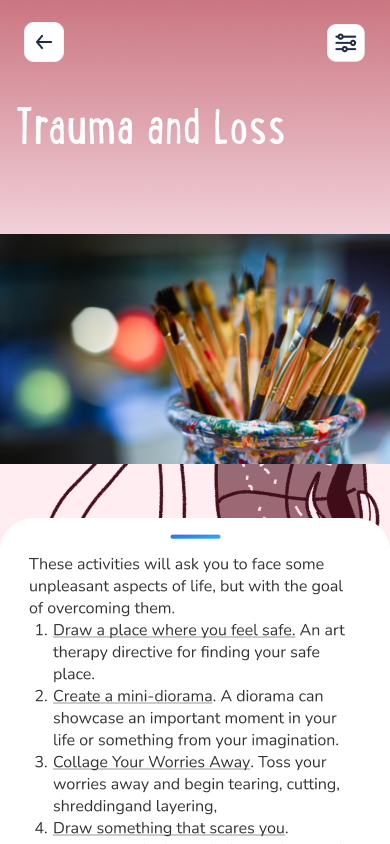 Trauma and Loss
These activities will ask you to face some
unpleasant aspects of life, but with the goal
of overcoming them.
1. Draw a place where you feel safe. An art
therapy directive for finding your safe
place.
2. Create a mini-diorama. A diorama can
showcase an important moment in your
life or something from your imagination.
3. Collage Your Worries Away. Toss your
worries away and begin tearing, cutting,
shreddingand layering,
4. Draw something that scares you.